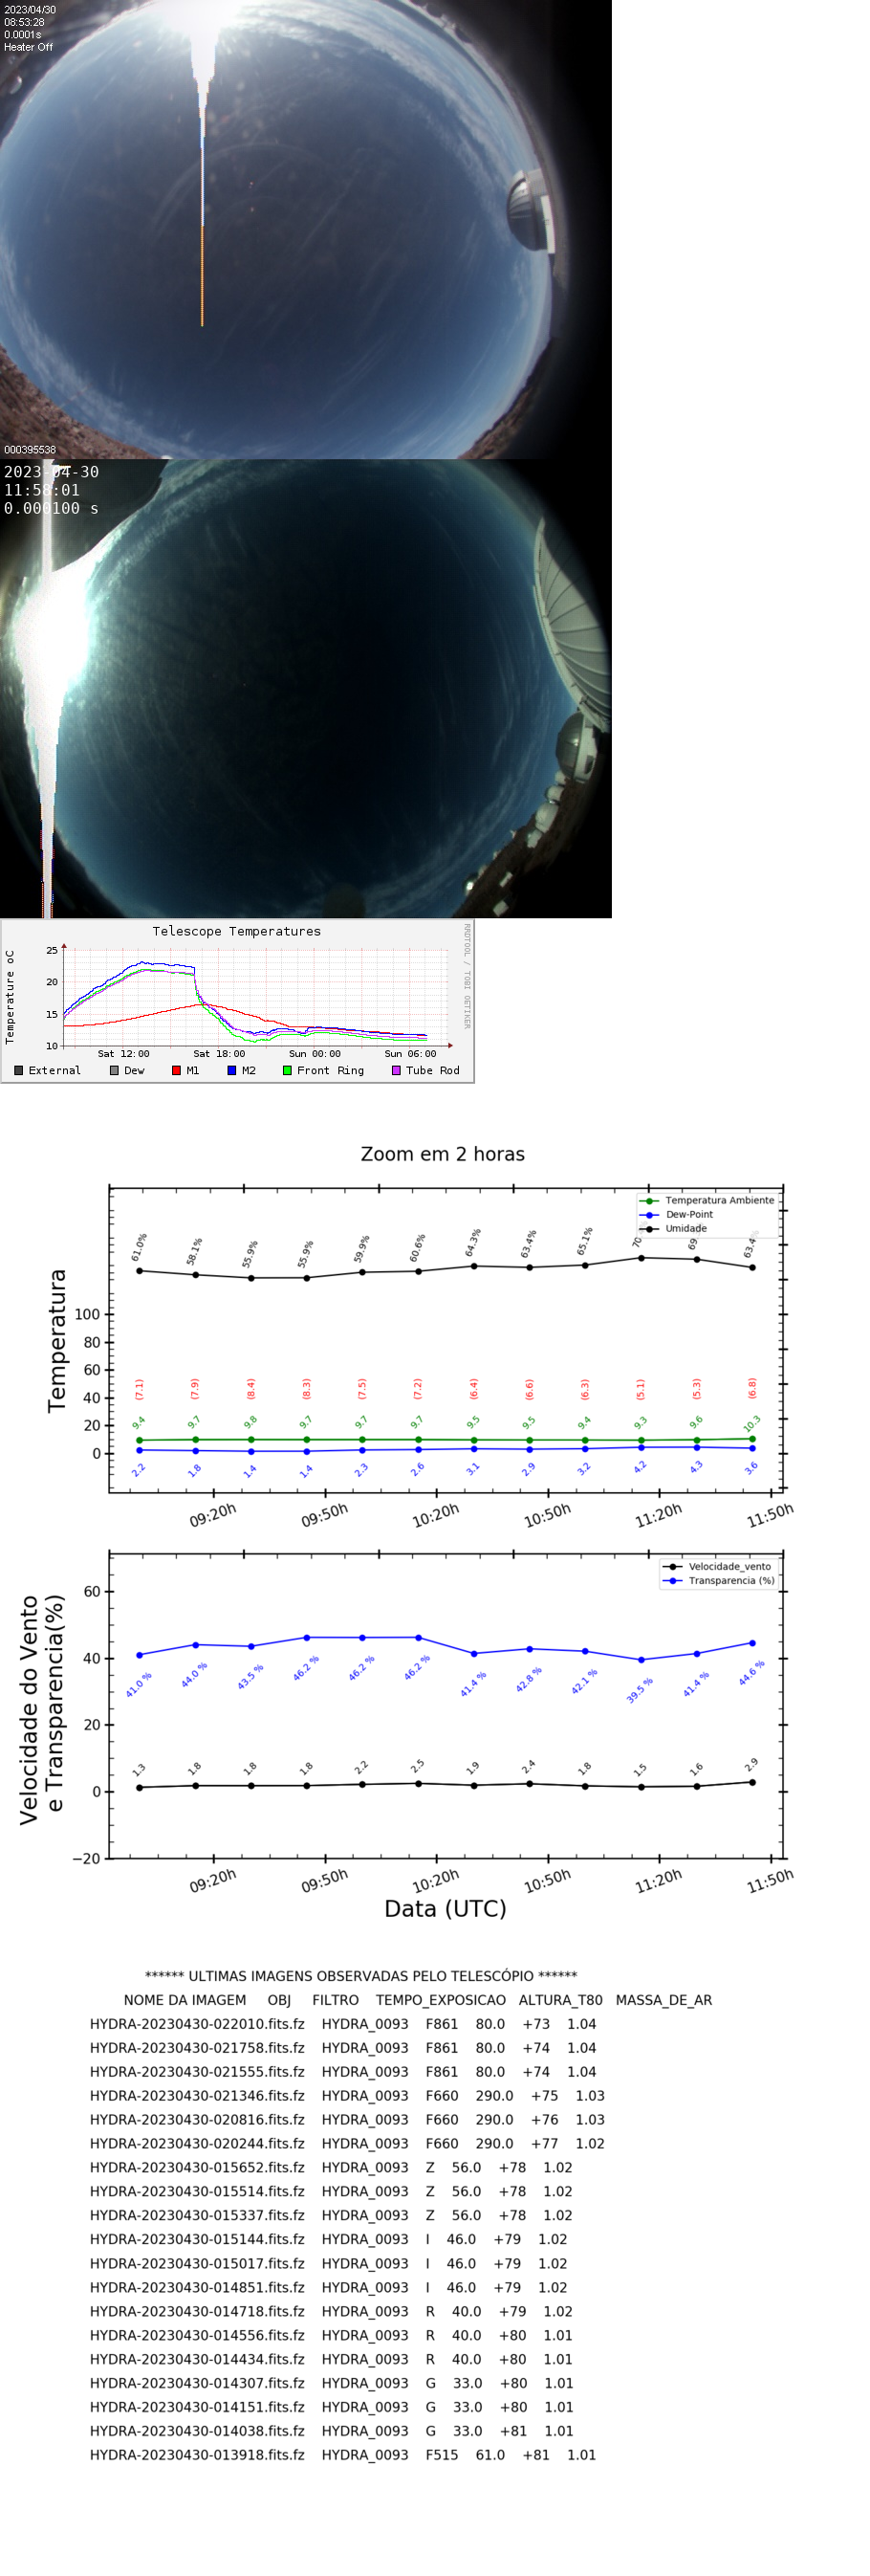 2023/04/30
08:53:28
0.0001s
Heater Off
000395538
2023-04-30
11:58:01
0.000100 s
Telescope Temperatures
RRDTOOL / TOBI OETIKER
Temperature oC
25
20
15
10
Sat 12:00 Sat 18:00 Sun 00:00 Sun 06:00
External Dew M1 M2 Front Ring Tube Rod
Zoom em 2 horas
Temperatura Ambiente
Dew-Point
Umidade
61.0% 58.1% 55.9% 55.9% 59.9% 60.6% 64.3% 63.4% 65.1% 70 69. 63.4%
Temperatura
100
80
60
40
20
0
(7.1) (7.9) (8.4) (8.3) (7.5) (7.2) (6.4) (6.6) (6.3) (5.1) (5.3) (6.8)
9.4 9.7 9.8 9.7 9.7 9.7 9.5 9.5 9.4 9.3 9.6 10.3
2.2 1.8 1.4 1.4 2.3 2.6 3.1 2.9 3.2 4.2 4.3 3.6
09:20h 09:50h 10:20h 10:50h 11:20h 11:50h
Velocidade_vento
Transparencia (%)
Velocidade do Vento
e Transparencia(%)
60
40
20
0
−20
41.0 % 44.0 % 43.5 % 46.2 % 46.2 % 46.2 % 41.4 % 42.8 % 42.1 % 39.5 % 41.4 % 44.6 %
1.3 1.8 1.8 1.8 2.2 2.5 1.9 2.4 1.8 1.5 1.6 2.9
09:20h 09:50h 10:20h 10:50h 11:20h 11:50h
Data (UTC)
****** ULTIMAS IMAGENS OBSERVADAS PELO TELESCÓPIO ******
NOME DA IMAGEM OBJ FILTRO TEMPO_EXPOSICAO ALTURA_T80 MASSA_DE_AR
HYDRA-20230430-022010.fits.fz HYDRA_0093 F861 80.0 +73 1.04
HYDRA-20230430-021758.fits.fz HYDRA_0093 F861 80.0 +74 1.04
HYDRA-20230430-021555.fits.fz HYDRA_0093 F861 80.0 +74 1.04
HYDRA-20230430-021346.fits.fz HYDRA_0093 F660 290.0 +75 1.03
HYDRA-20230430-020816.fits.fz HYDRA_0093 F660 290.0 +76 1.03
HYDRA-20230430-020244.fits.fz HYDRA_0093 F660 290.0 +77 1.02
HYDRA-20230430-015652.fits.fz HYDRA_0093 Z 56.0 +78 1.02
HYDRA-20230430-015514.fits.fz HYDRA_0093 Z 56.0 +78 1.02
HYDRA-20230430-015337.fits.fz HYDRA_0093 Z 56.0 +78 1.02
HYDRA-20230430-015144.fits.fz HYDRA_0093 I 46.0 +79 1.02
HYDRA-20230430-015017.fits.fz HYDRA_0093 I 46.0 +79 1.02
HYDRA-20230430-014851.fits.fz HYDRA_0093 I 46.0 +79 1.02
HYDRA-20230430-014718.fits.fz HYDRA_0093 R 40.0 +79 1.02
HYDRA-20230430-014556.fits.fz HYDRA_0093 R 40.0 +80 1.01
HYDRA-20230430-014434.fits.fz HYDRA_0093 R 40.0 +80 1.01
HYDRA-20230430-014307.fits.fz HYDRA_0093 G 33.0 +80 1.01
HYDRA-20230430-014151.fits.fz HYDRA_0093 G 33.0 +80 1.01
HYDRA-20230430-014038.fits.fz HYDRA_0093 G 33.0 +81 1.01
HYDRA-20230430-013918.fits.fz HYDRA_0093 F515 61.0 +81 1.01